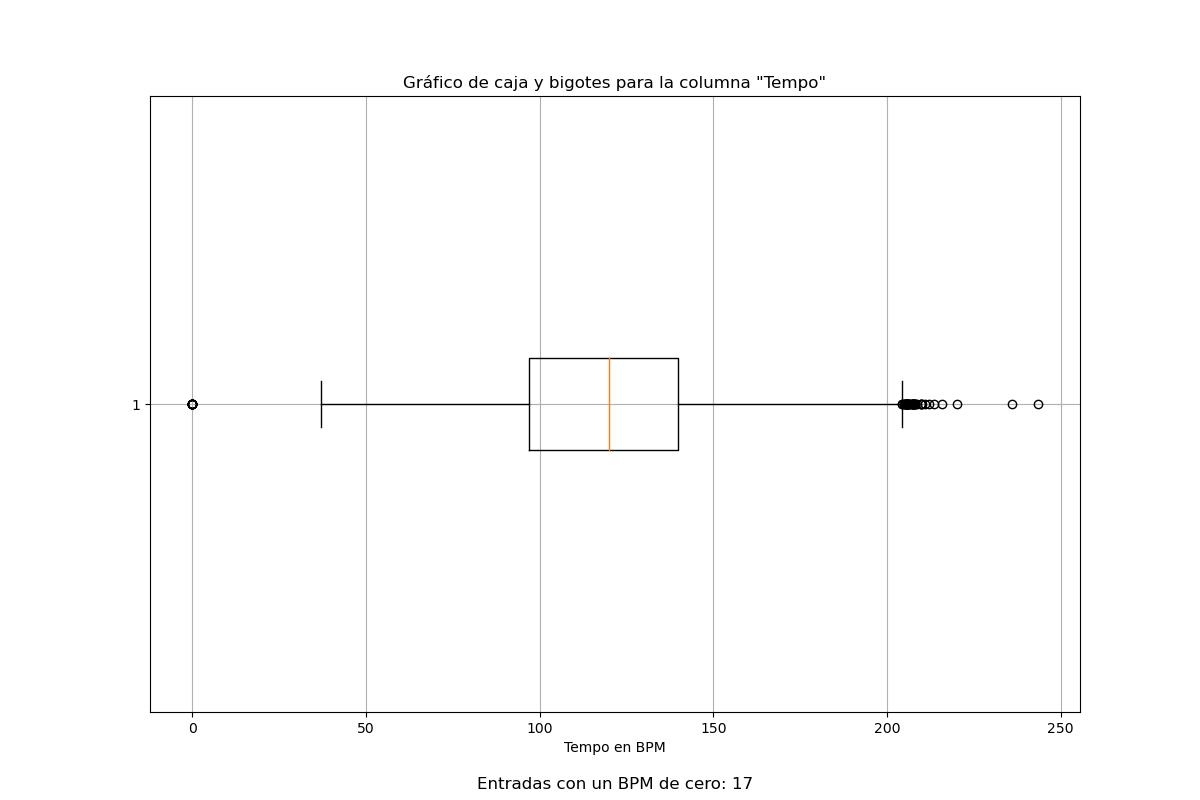 Gráfico de caja y bigotes para la columna "Tempo"
1
0 50 100 150 200 250
Tempo en BPM
Entradas con un BPM de cero: 17